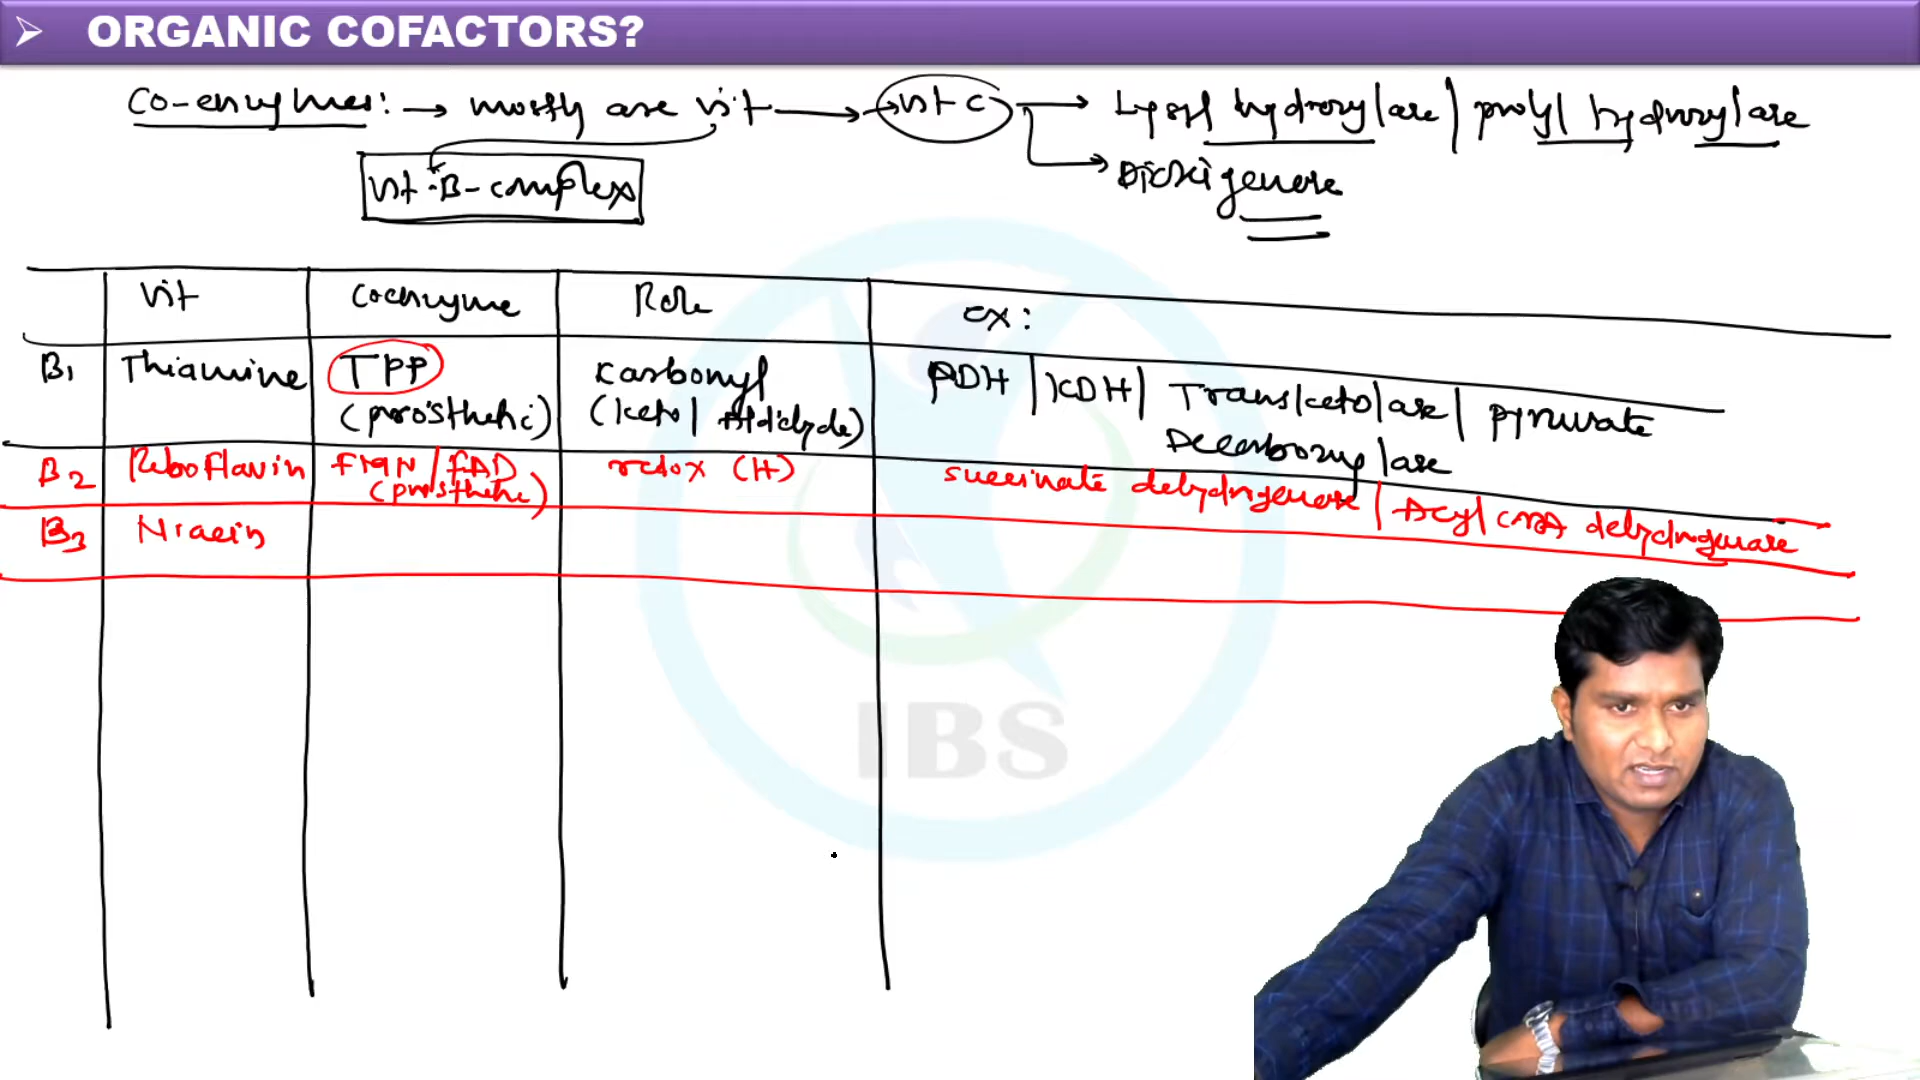 ORGANIC COFACTORS?
Co-enzymes: → mostly are vit → vit C → Lysyl hydroxylase | prolyl hydroxylase
vit-B-complex Dioxigenase
Vit Coenzyme Role ex:
B1 Thiamine TPP Karbonyl PDH | KDH | Transketolase | pyruvate
(prosthetic) (keto | Aldehyde) Decarboxylase
B2 Riboflavin FMN / FAD redox (H) succinate dehydrogenase | Acyl CoA dehydrogenase
(prosthetic)
B3 Niacin
IBS